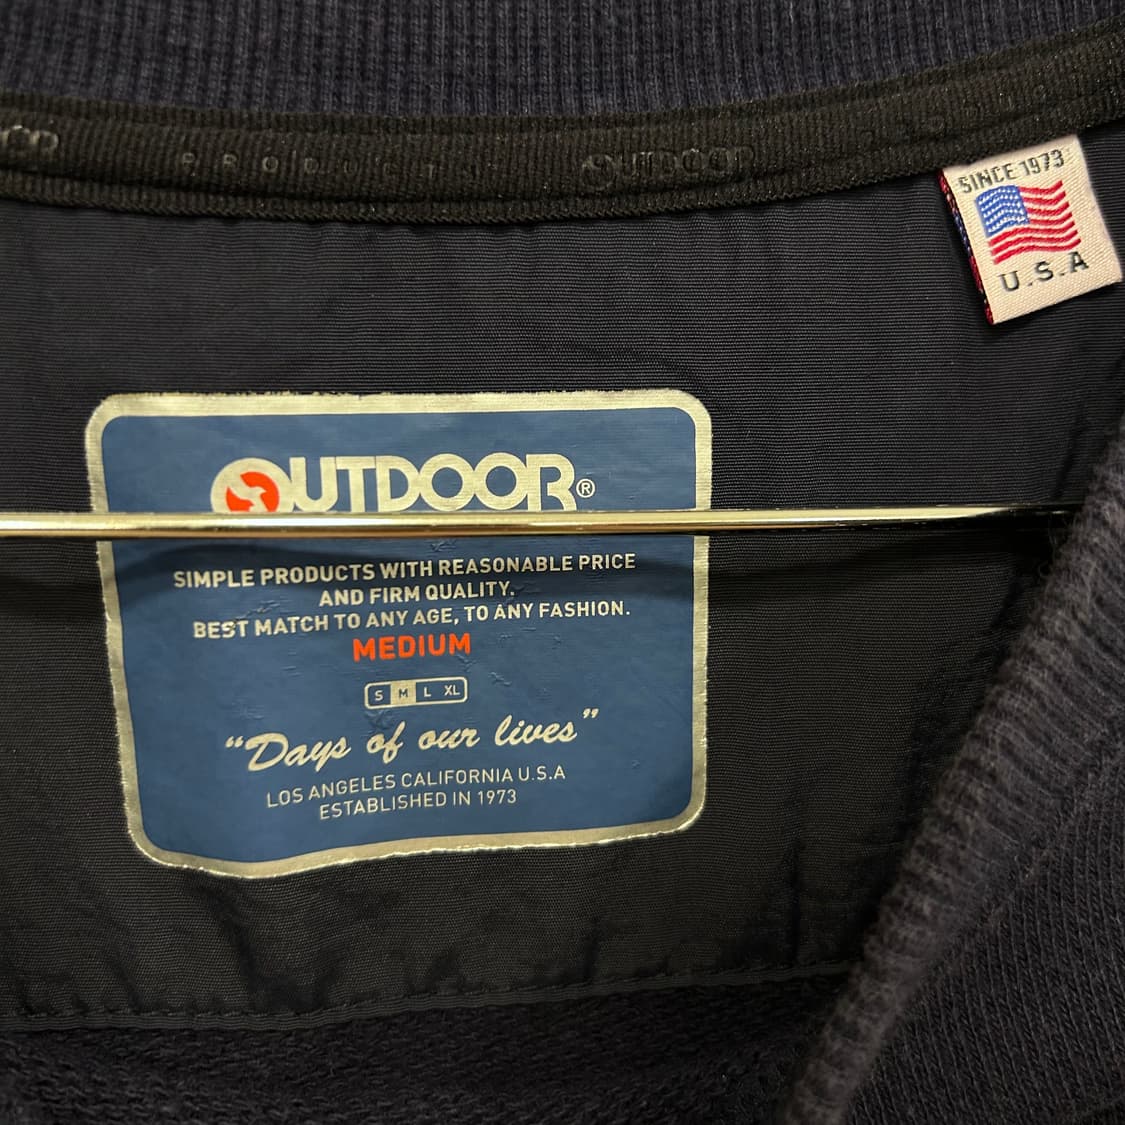 OUTDOOR
SINCE 1973
U.S.A
OUTDOOR®
SIMPLE PRODUCTS WITH REASONABLE PRICE
AND FIRM QUALITY.
BEST MATCH TO ANY AGE, TO ANY FASHION.
MEDIUM
S M L XL
"Days of our lives"
LOS ANGELES CALIFORNIA U.S.A
ESTABLISHED IN 1973